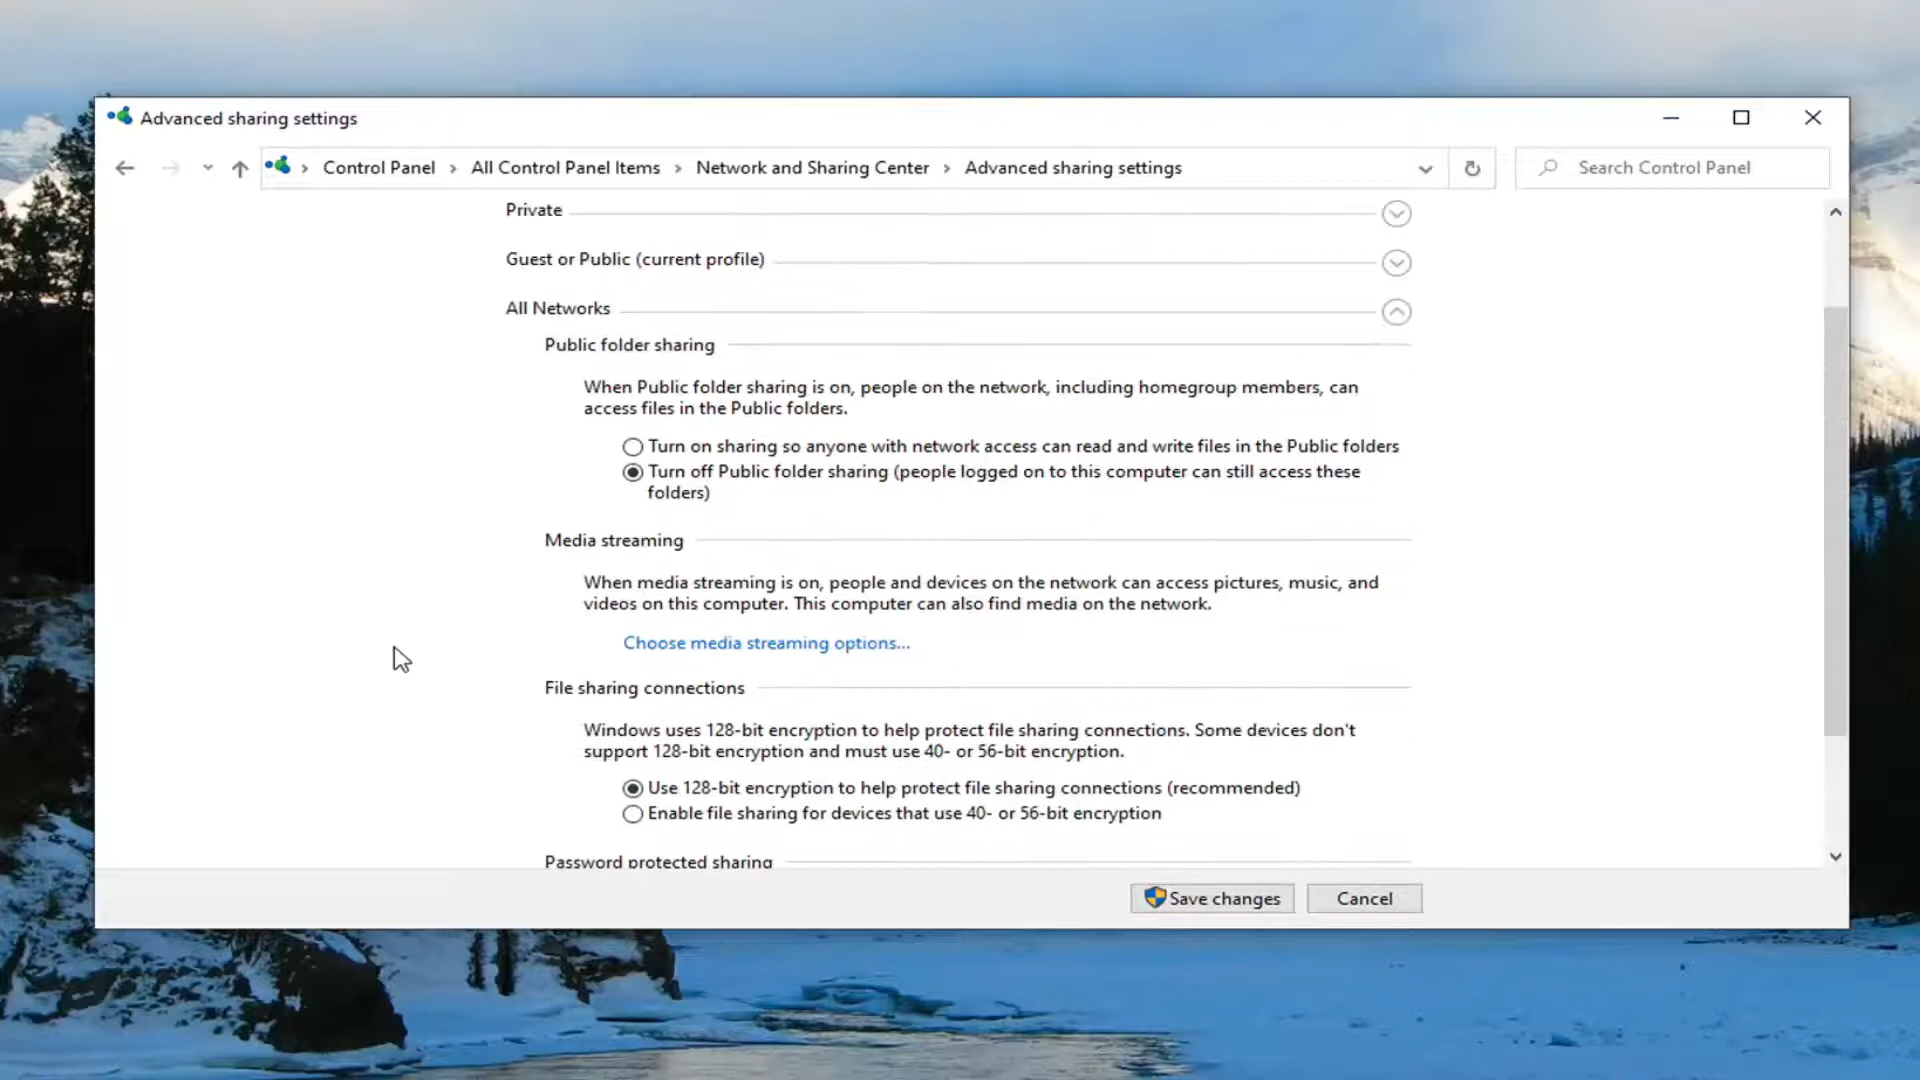 Advanced sharing settings
Control Panel > All Control Panel Items > Network and Sharing Center > Advanced sharing settings
Search Control Panel
Private
Guest or Public (current profile)
All Networks
Public folder sharing
When Public folder sharing is on, people on the network, including homegroup members, can
access files in the Public folders.
Turn on sharing so anyone with network access can read and write files in the Public folders
Turn off Public folder sharing (people logged on to this computer can still access these
folders)
Media streaming
When media streaming is on, people and devices on the network can access pictures, music, and
videos on this computer. This computer can also find media on the network.
Choose media streaming options...
File sharing connections
Windows uses 128-bit encryption to help protect file sharing connections. Some devices don't
support 128-bit encryption and must use 40- or 56-bit encryption.
Use 128-bit encryption to help protect file sharing connections (recommended)
Enable file sharing for devices that use 40- or 56-bit encryption
Password protected sharing
Save changes
Cancel